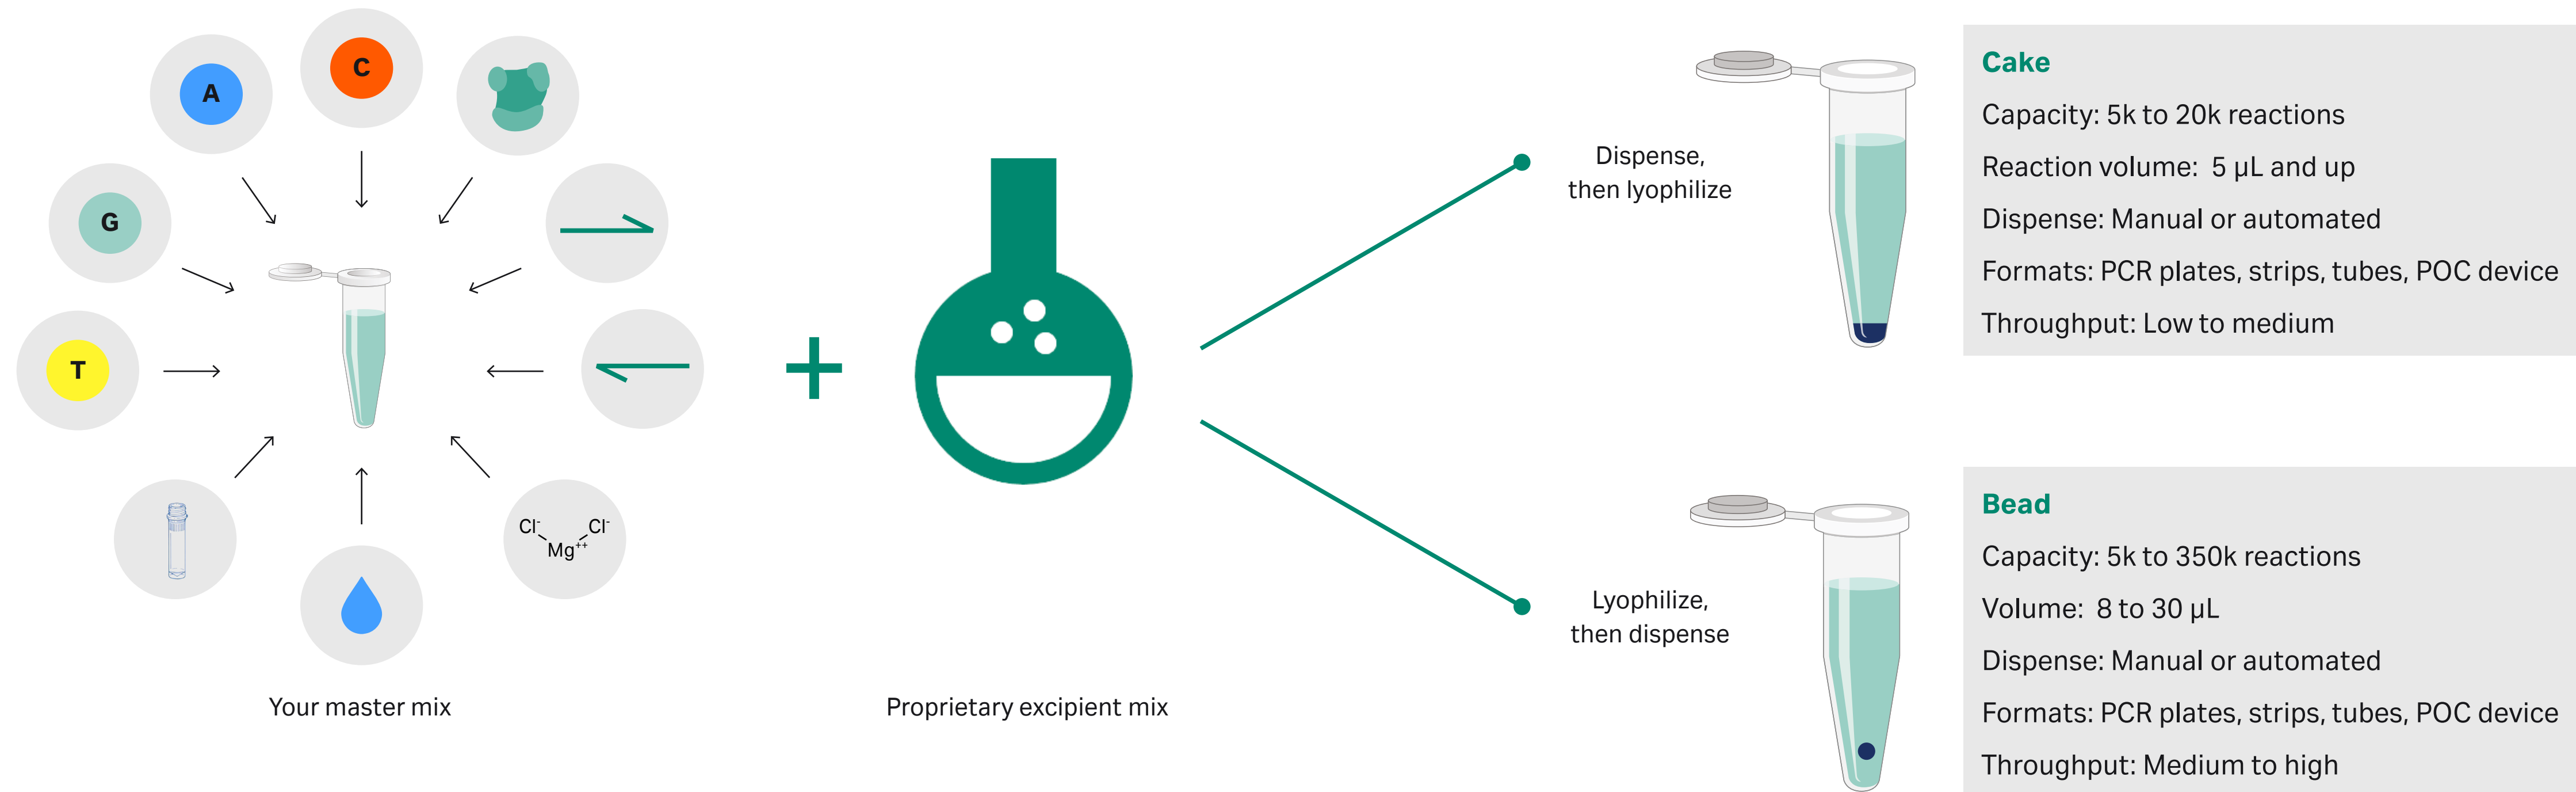 A
C
G
T
Cl-
Cl-
Mg++
Your master mix
Proprietary excipient mix
Dispense,
then lyophilize
Cake
Capacity: 5k to 20k reactions
Reaction volume:  5 µL and up
Dispense: Manual or automated
Formats: PCR plates, strips, tubes, POC device
Throughput: Low to medium
Lyophilize,
then dispense
Bead
Capacity: 5k to 350k reactions
Volume:  8 to 30 µL
Dispense: Manual or automated
Formats: PCR plates, strips, tubes, POC device
Throughput: Medium to high